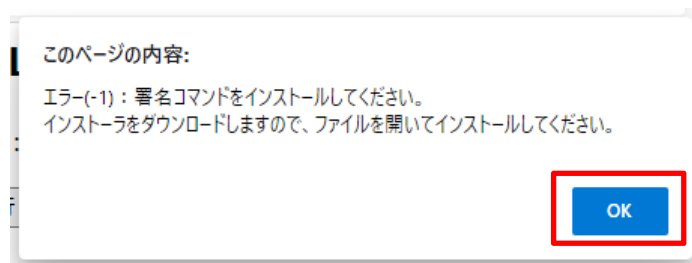 このページの内容:
エラー(-1)：署名コマンドをインストールしてください。
インストーラをダウンロードしますので、ファイルを開いてインストールしてください。
OK